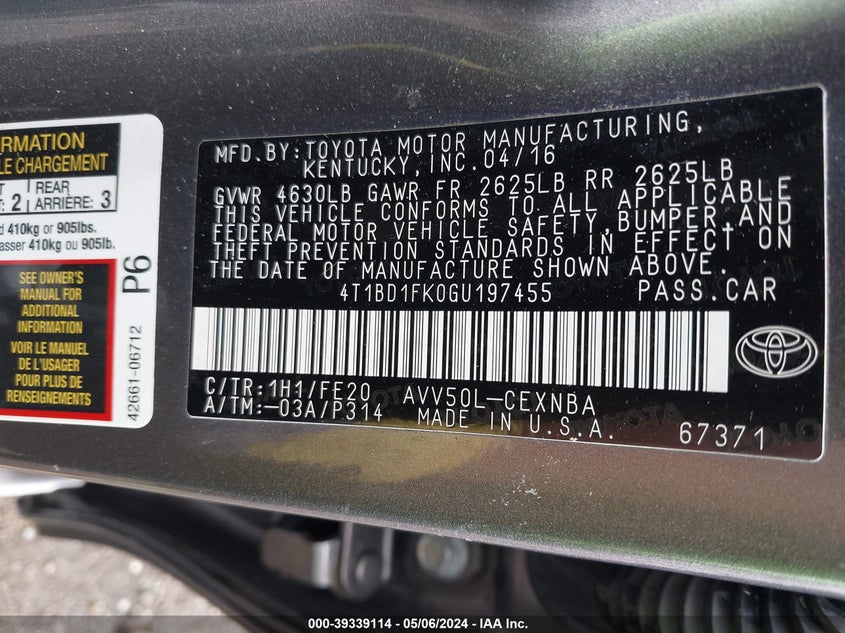 RMATION
E CHARGEMENT
T
: 2
REAR
ARRIÈRE: 3
d 410kg or 905lbs.
asser 410kg ou 905lb.
SEE OWNER'S
MANUAL FOR
ADDITIONAL
INFORMATION
VOIR LE MANUEL
DE L'USAGER
POUR PLUS DE
RENSEIGNEMENTS
P6
42661-06712
MFD.BY:TOYOTA MOTOR MANUFACTURING,
KENTUCKY,INC.04/16
GVWR 4630LB GAWR FR 2625LB RR 2625LB
THIS VEHICLE CONFORMS TO ALL APPLICABLE
FEDERAL MOTOR VEHICLE SAFETY,BUMPER,AND
THEFT PREVENTION STANDARDS IN EFFECT ON
THE DATE OF MANUFACTURE SHOWN ABOVE.
4T1BD1FK0GU197455 PASS.CAR
C/TR:1H1/FE20 AVV50L-CEXNBA
A/TM:-03A/P314 MADE IN U.S.A. 67371
000-39339114 - 05/06/2024 - IAA Inc.